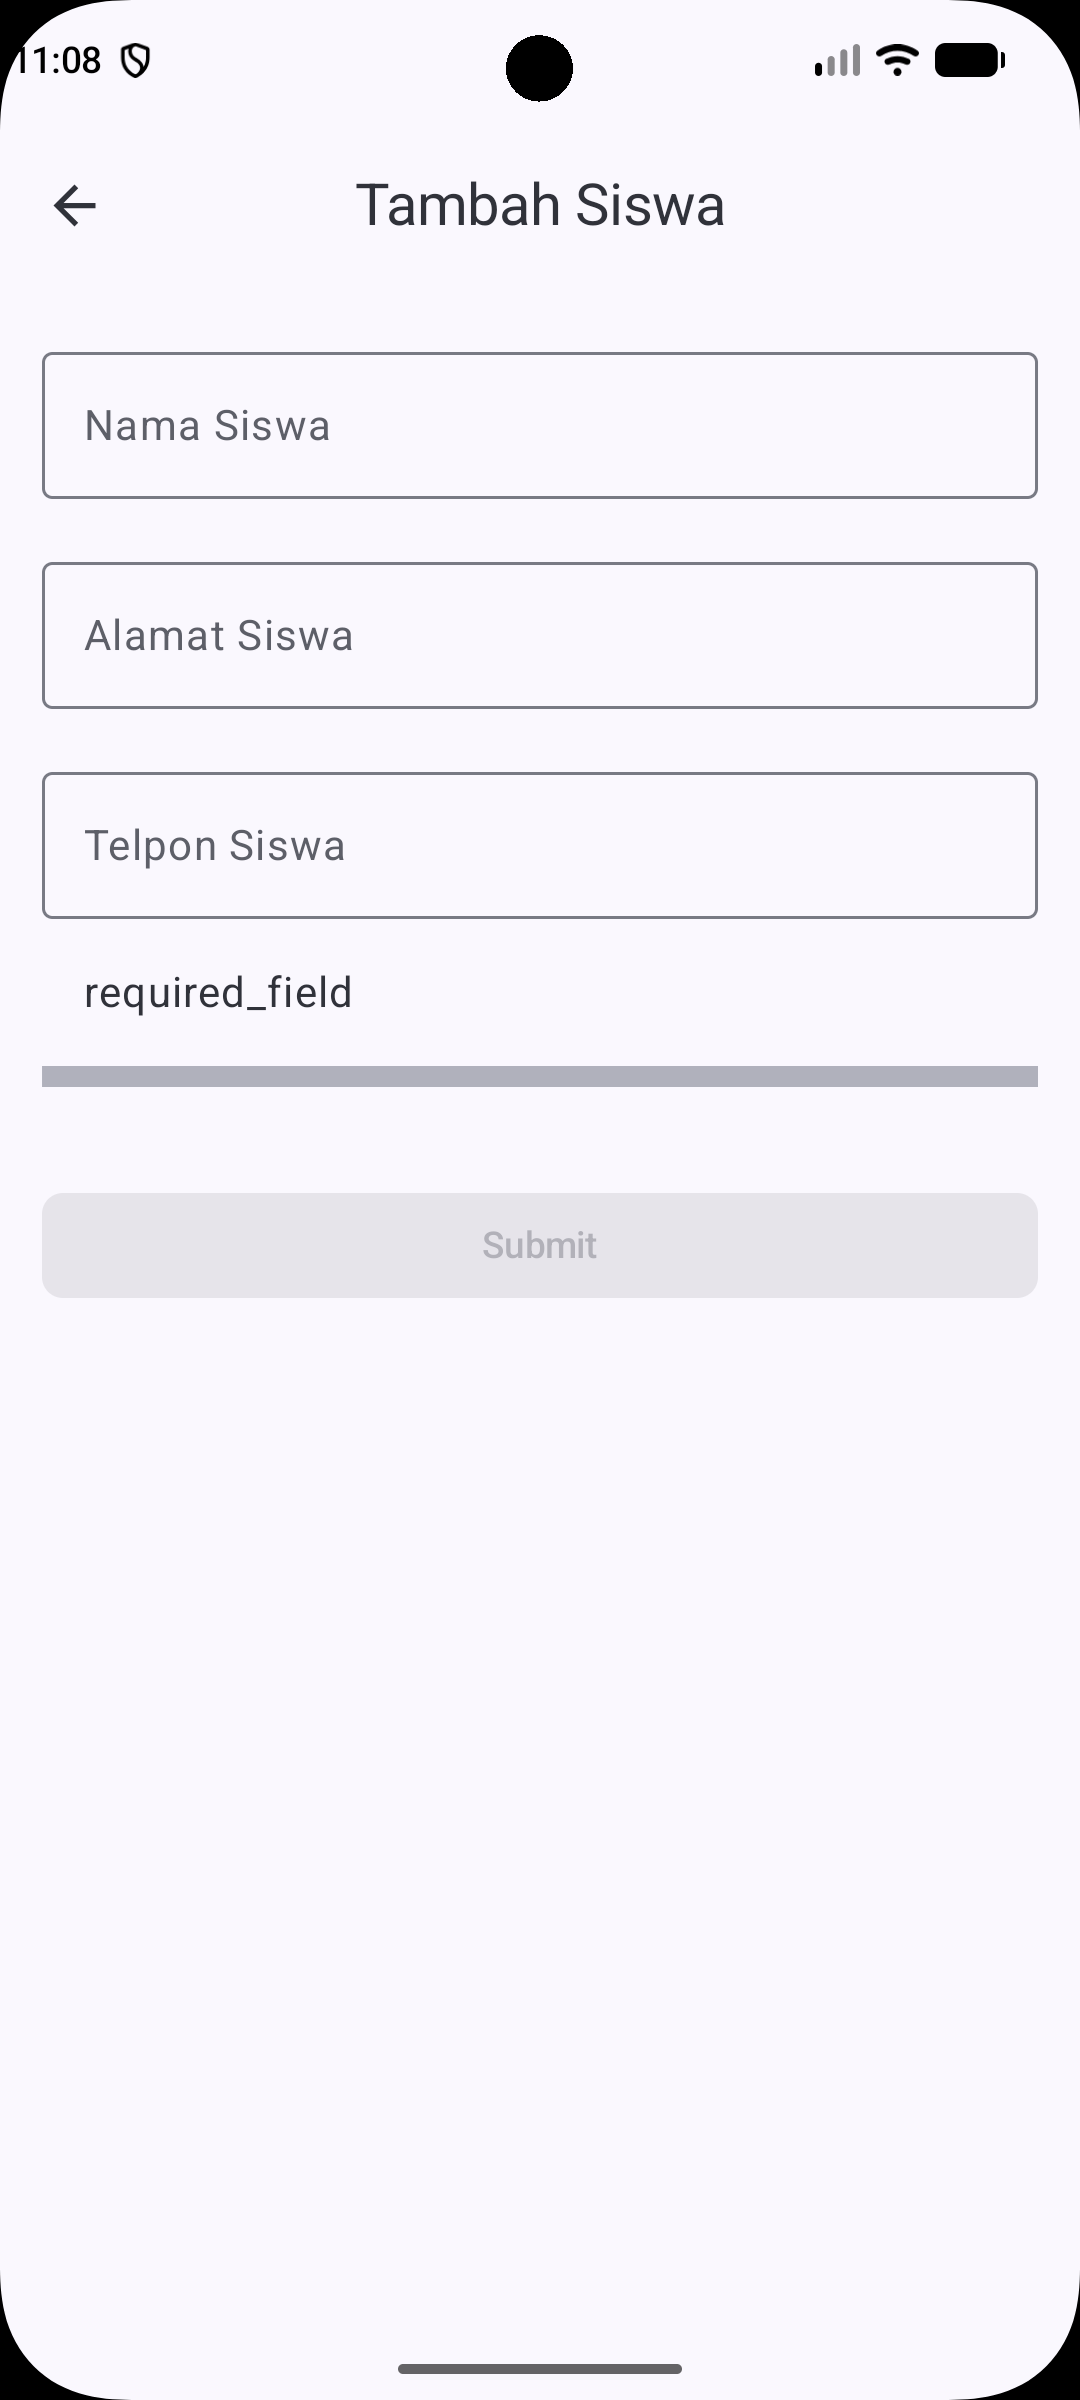 11:08
Tambah Siswa
Nama Siswa
Alamat Siswa
Telpon Siswa
required_field
Submit